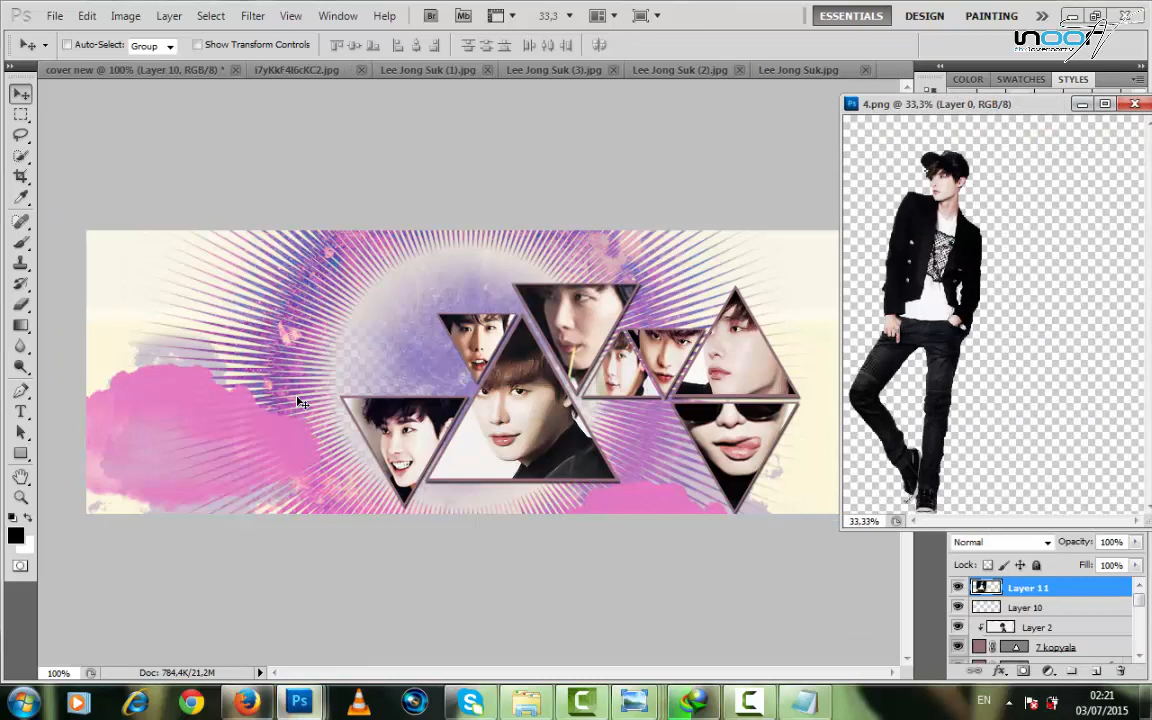 Ps File Edit Image Layer Select Filter View Window Help Br Mb 33,3 ESSENTIALS DESIGN PAINTING
inoor
Auto-Select: Group Show Transform Controls
cover new @ 100% (Layer 10, RGB/8) * i7yKkF4l6cKC2.jpg Lee Jong Suk (1).jpg Lee Jong Suk (3).jpg Lee Jong Suk (2).jpg Lee Jong Suk.jpg COLOR SWATCHES STYLES
Ps 4.png @ 33,3% (Layer 0, RGB/8)
T
33,33%
Normal Opacity: 100%
Lock: Fill: 100%
Layer 11
Layer 10
Layer 2
7 kopyala
fx
100% Doc: 784,4K/21,2M
Ps EN 02:21
03/07/2015